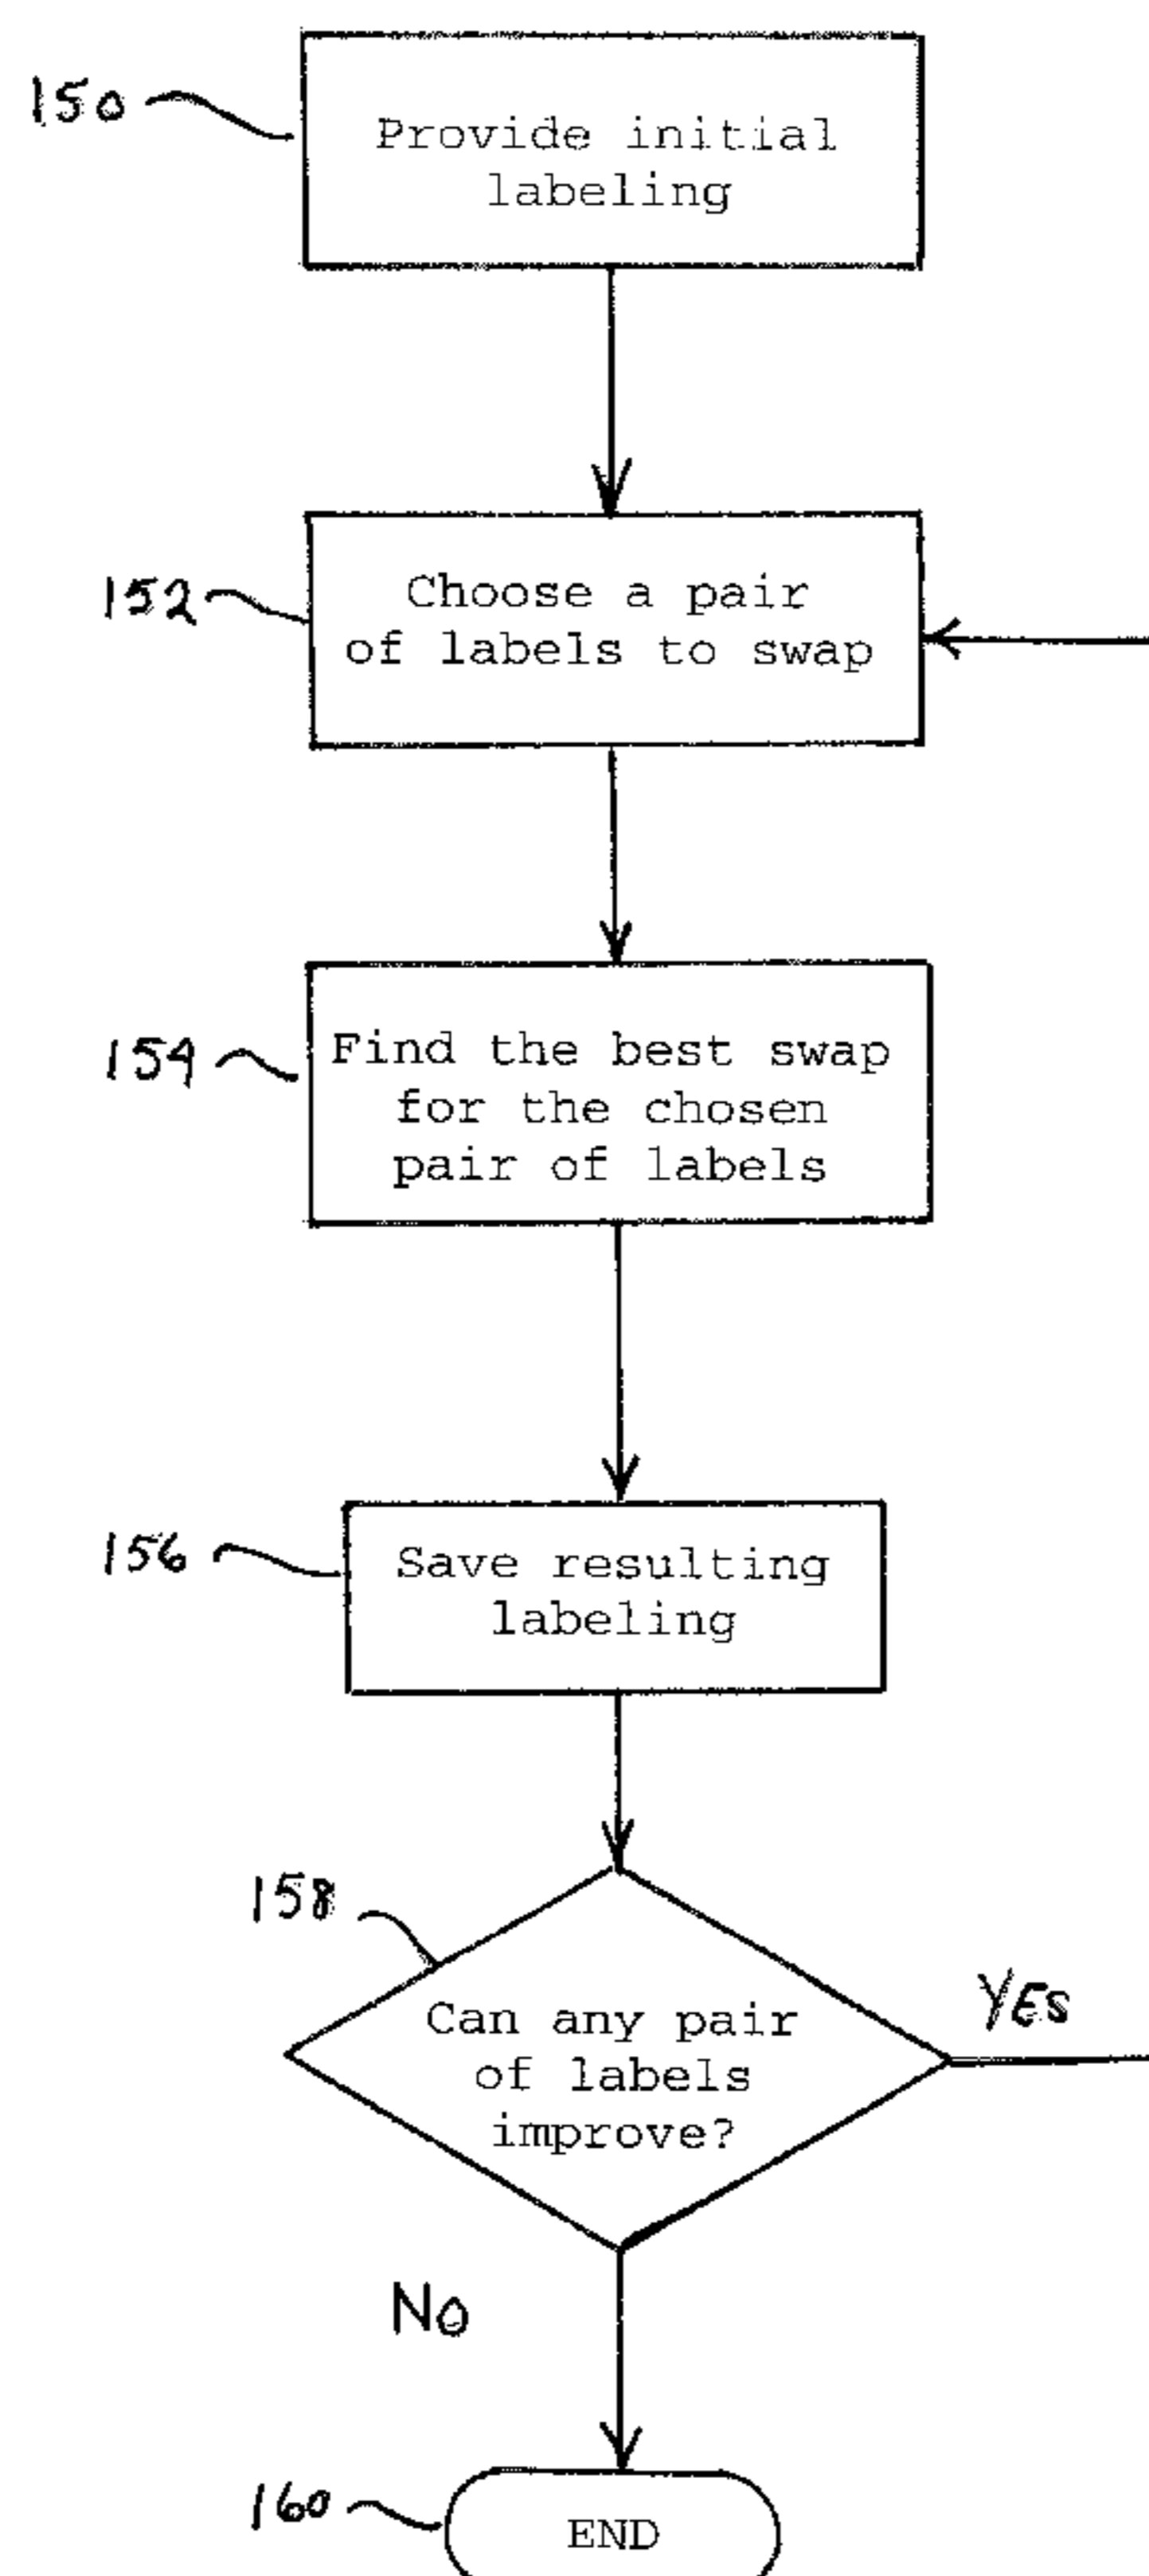 150
Provide initial
labeling
152
Choose a pair
of labels to swap
154
Find the best swap
for the chosen
pair of labels
156
Save resulting
labeling
158
Can any pair
of labels
improve?
YES
NO
160
END